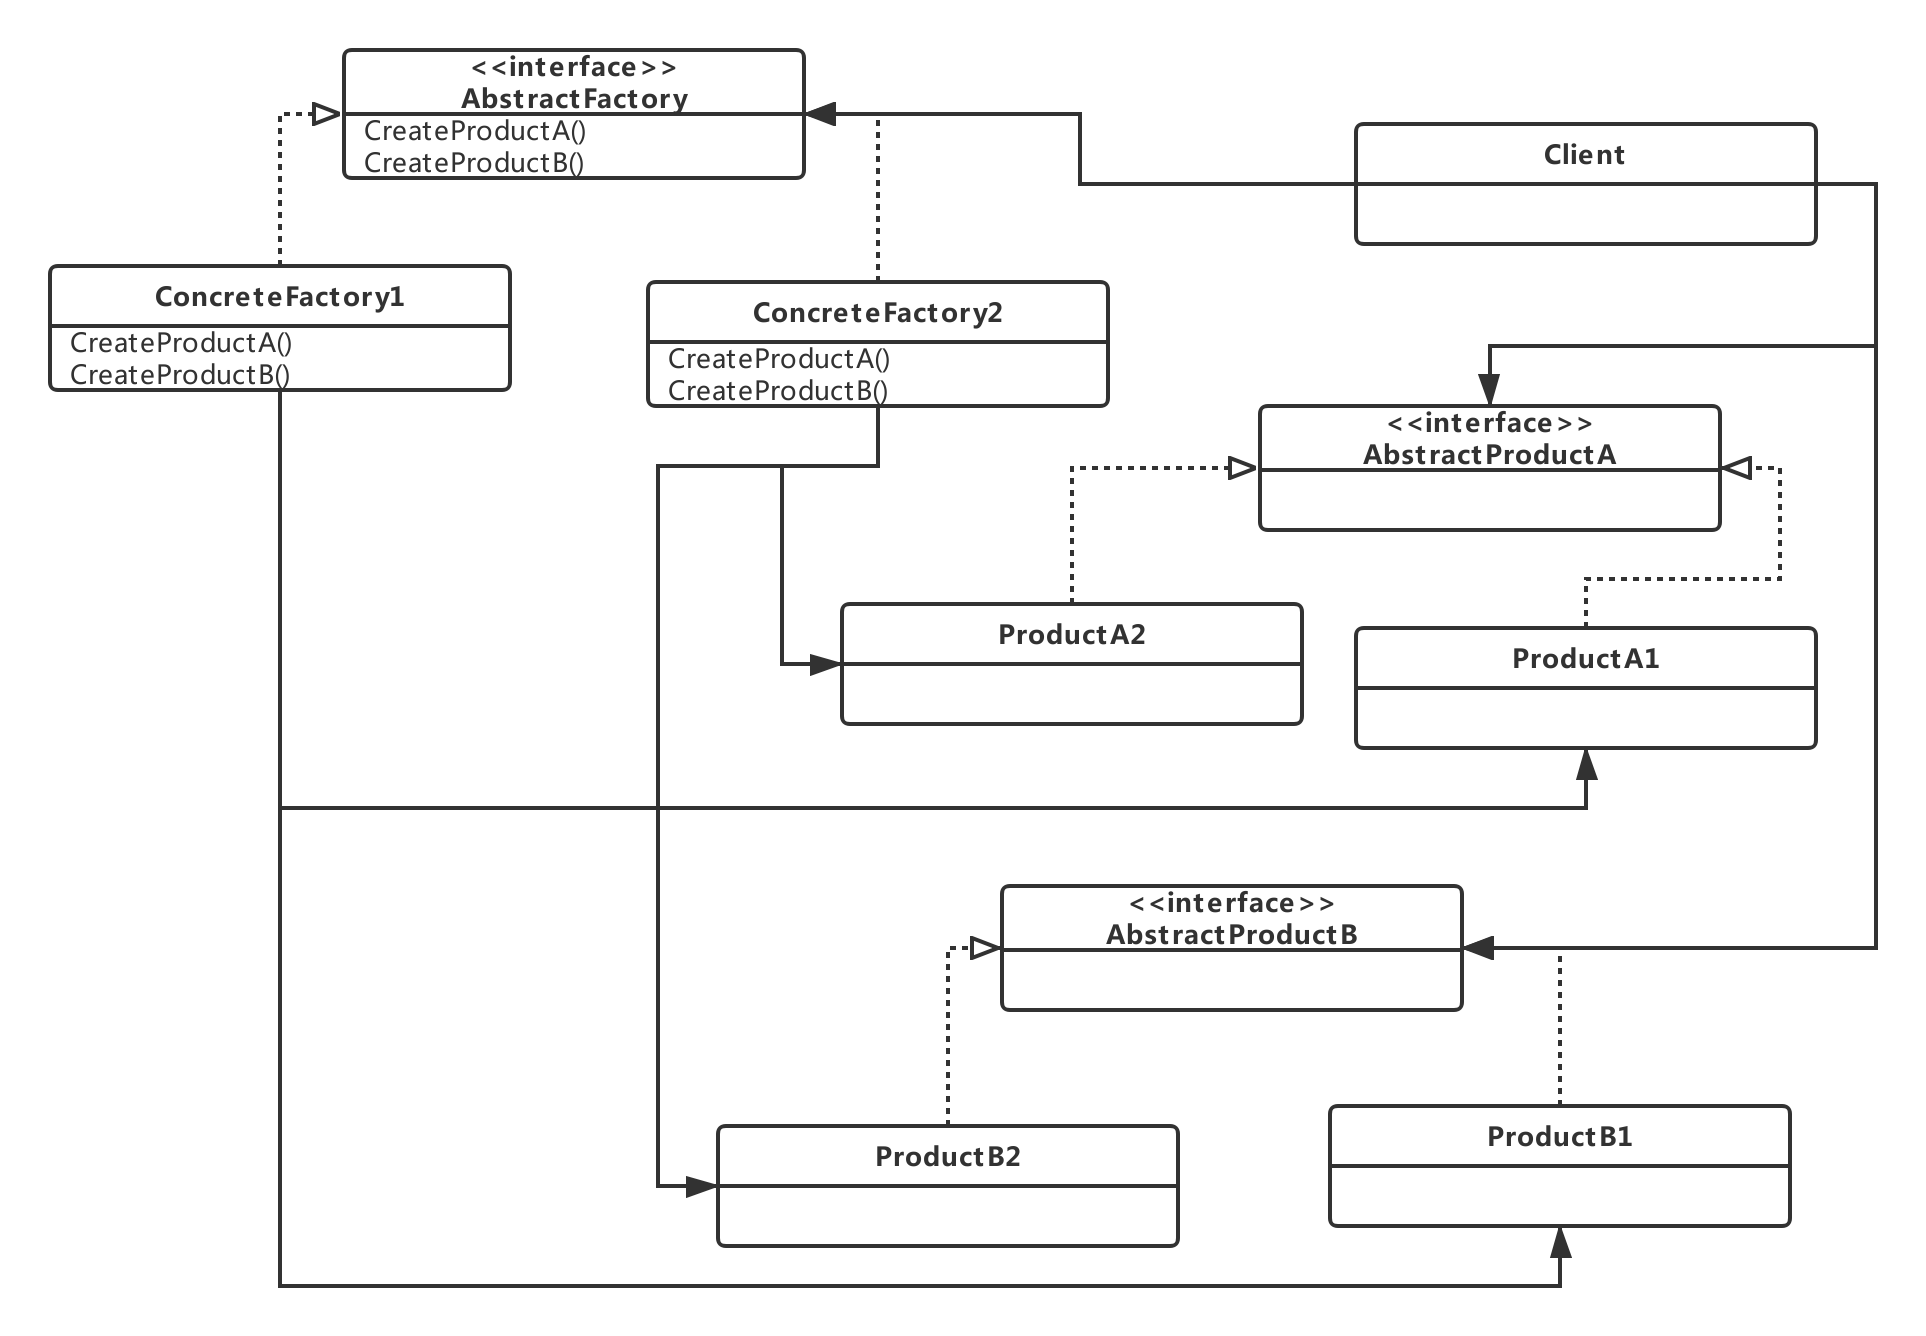 <<interface>>
AbstractFactory
CreateProductA()
CreateProductB()
Client
ConcreteFactory1
CreateProductA()
CreateProductB()
ConcreteFactory2
CreateProductA()
CreateProductB()
<<interface>>
AbstractProductA
ProductA2
ProductA1
<<interface>>
AbstractProductB
ProductB2
ProductB1